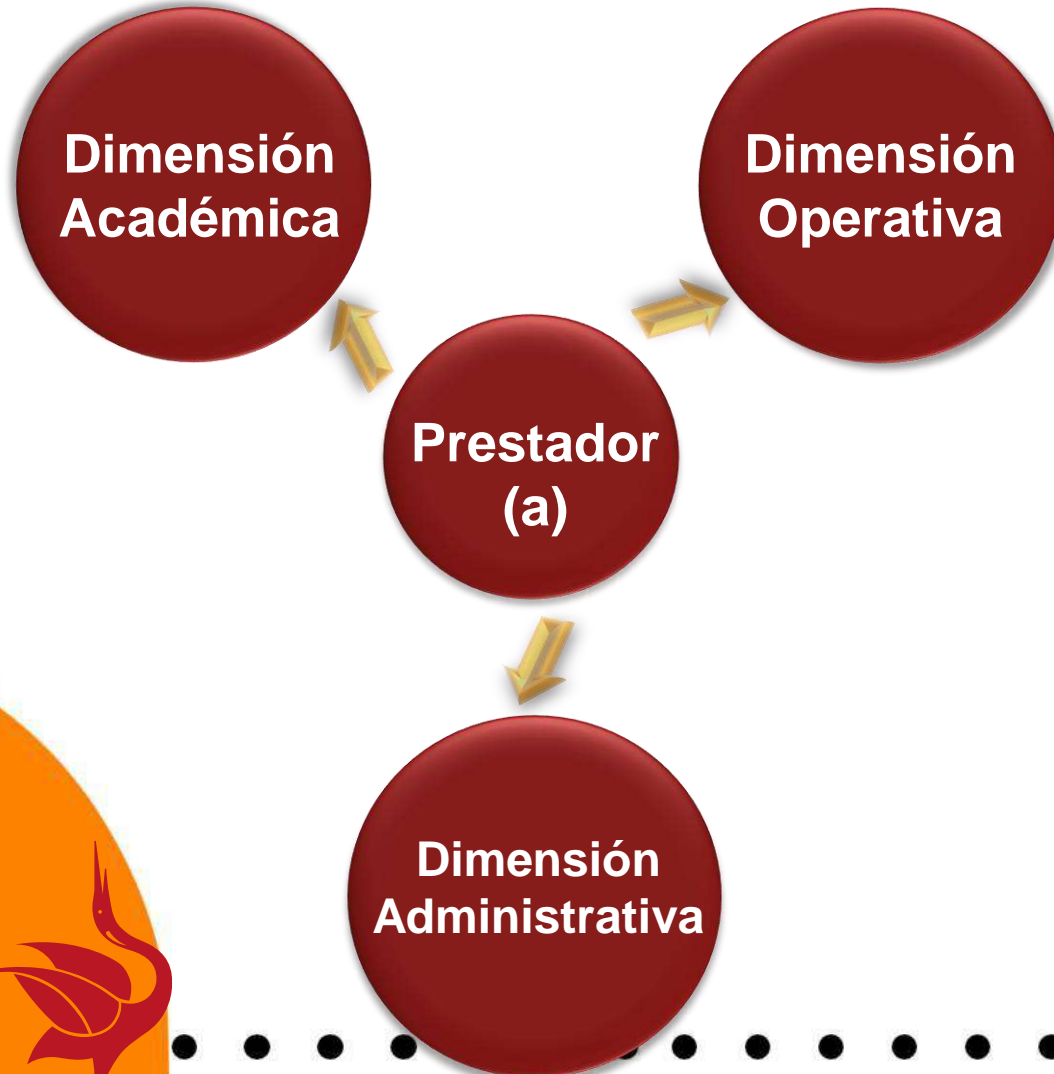 Dimensión
Académica
Dimensión
Operativa
Prestador
(a)
Dimensión
Administrativa